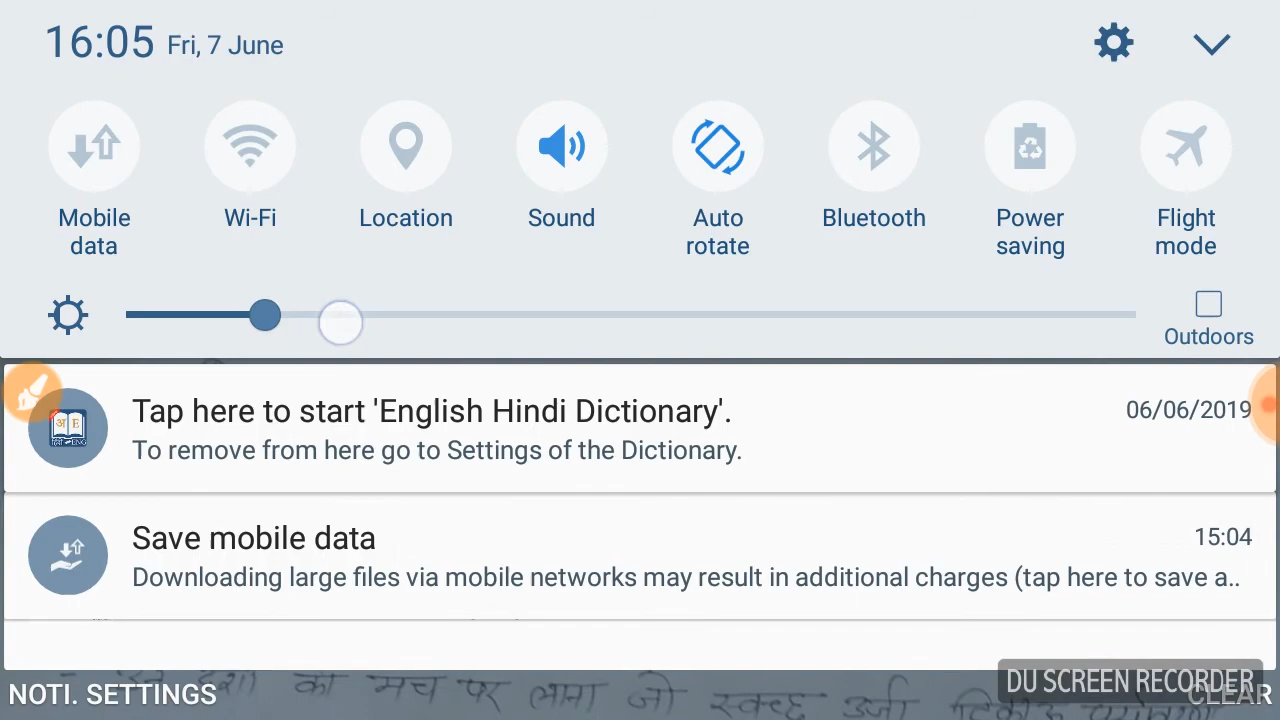 16:05 Fri, 7 June
Mobile data
Wi-Fi
Location
Sound
Auto rotate
Bluetooth
Power saving
Flight mode
Outdoors
Tap here to start 'English Hindi Dictionary'.
06/06/2019
To remove from here go to Settings of the Dictionary.
Save mobile data
15:04
Downloading large files via mobile networks may result in additional charges (tap here to save a..
का मंच पर लाना जो स्वच्छ उर्जा
DU SCREEN RECORDER
NOTI. SETTINGS
CLEAR